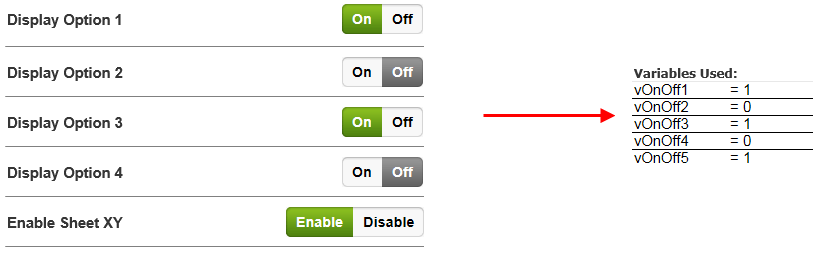 Display Option 1 On Off
Display Option 2 On Off
Display Option 3 On Off
Display Option 4 On Off
Enable Sheet XY Enable Disable
Variables Used:
vOnOff1 = 1
vOnOff2 = 0
vOnOff3 = 1
vOnOff4 = 0
vOnOff5 = 1